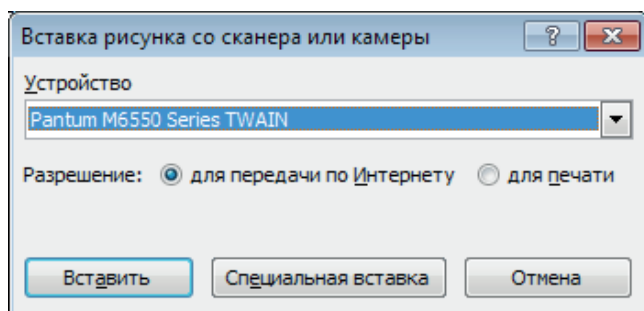 Вставка рисунка со сканера или камеры
Устройство
Pantum M6550 Series TWAIN
Разрешение: для передачи по Интернету для печати
Вставить Специальная вставка Отмена